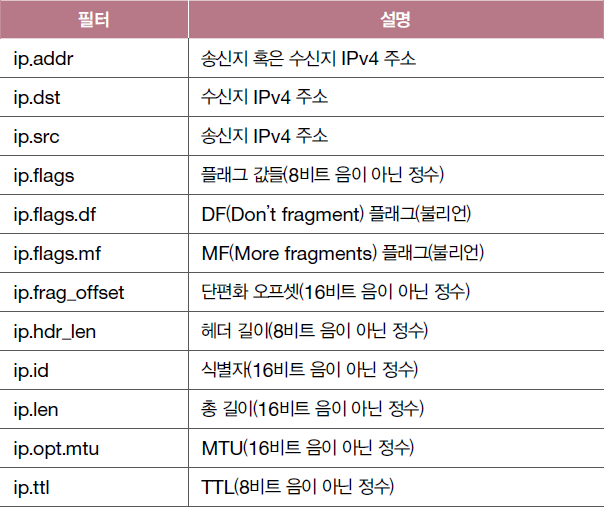 필터 설명
ip.addr 송신지 혹은 수신지 IPv4 주소
ip.dst 수신지 IPv4 주소
ip.src 송신지 IPv4 주소
ip.flags 플래그 값들(8비트 음이 아닌 정수)
ip.flags.df DF(Don't fragment) 플래그(불리언)
ip.flags.mf MF(More fragments) 플래그(불리언)
ip.frag_offset 단편화 오프셋(16비트 음이 아닌 정수)
ip.hdr_len 헤더 길이(8비트 음이 아닌 정수)
ip.id 식별자(16비트 음이 아닌 정수)
ip.len 총 길이(16비트 음이 아닌 정수)
ip.opt.mtu MTU(16비트 음이 아닌 정수)
ip.ttl TTL(8비트 음이 아닌 정수)